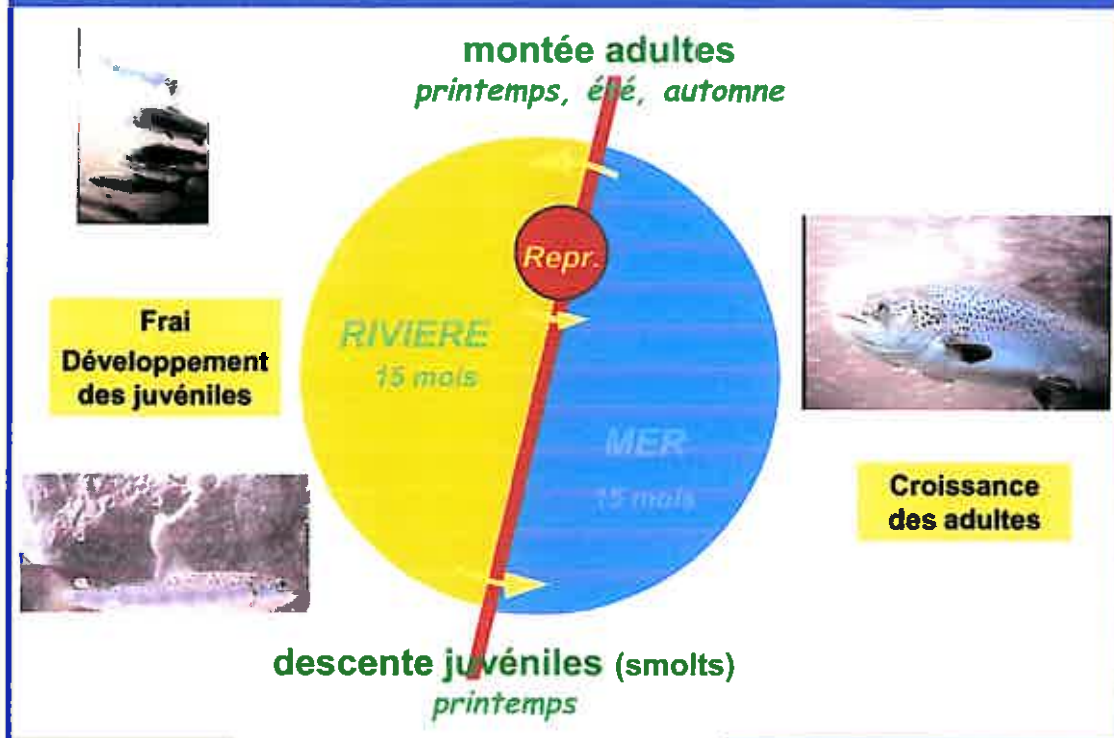 montée adultes
printemps, été, automne
Repr.
RIVIERE
15 mois
Frai
Développement
des juvéniles
MER
15 mois
Croissance
des adultes
descente juvéniles (smolts)
printemps